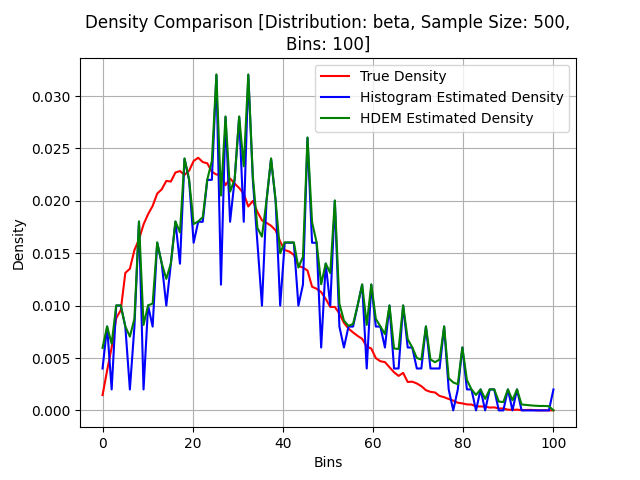 Density Comparison [Distribution: beta, Sample Size: 500,
Bins: 100]
True Density
Histogram Estimated Density
HDEM Estimated Density
Density
0.030
0.025
0.020
0.015
0.010
0.005
0.000
0 20 40 60 80 100
Bins